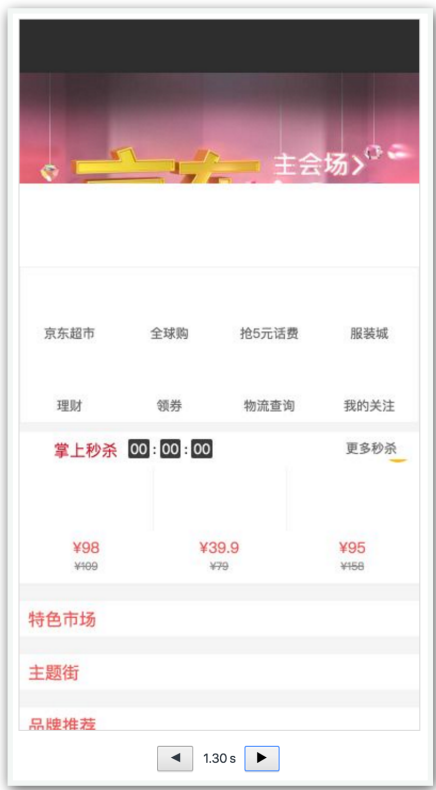 主会场
京东超市 全球购 抢5元话费 服装城
理财 领券 物流查询 我的关注
掌上秒杀 00:00:00 更多秒杀
¥98 ¥39.9 ¥95
¥109 ¥79 ¥158
特色市场
主题街
品牌推荐
1.30 s